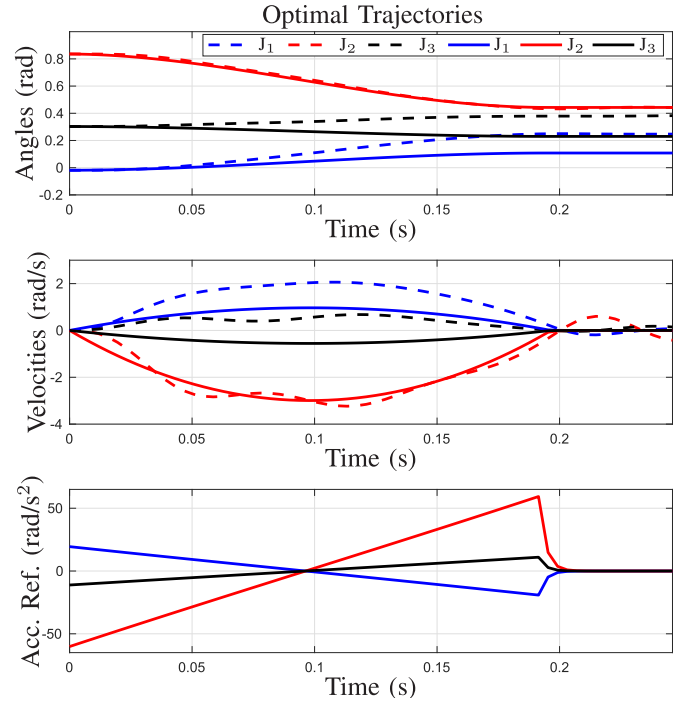 Optimal Trajectories
J1 J2 J3 J1 J2 J3
Angles (rad)
0.8
0.6
0.4
0.2
0
-0.2
0 0.05 0.1 0.15 0.2
Time (s)
Velocities (rad/s)
2
0
-2
-4
0 0.05 0.1 0.15 0.2
Time (s)
Acc. Ref. (rad/s²)
50
0
-50
0 0.05 0.1 0.15 0.2
Time (s)